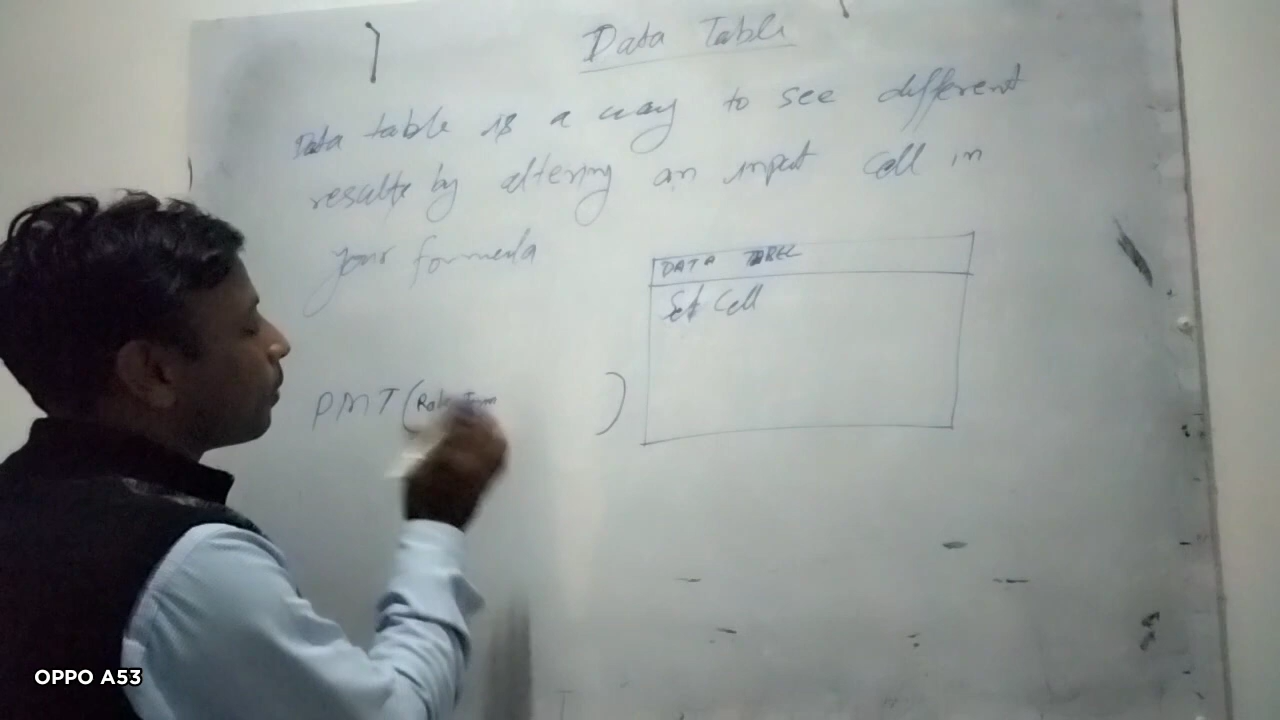 Data Table
Data table is a way to see different
results by altering an input cell in
your formula
DATA TABEL
Set Cell
PMT ( )
OPPO A53